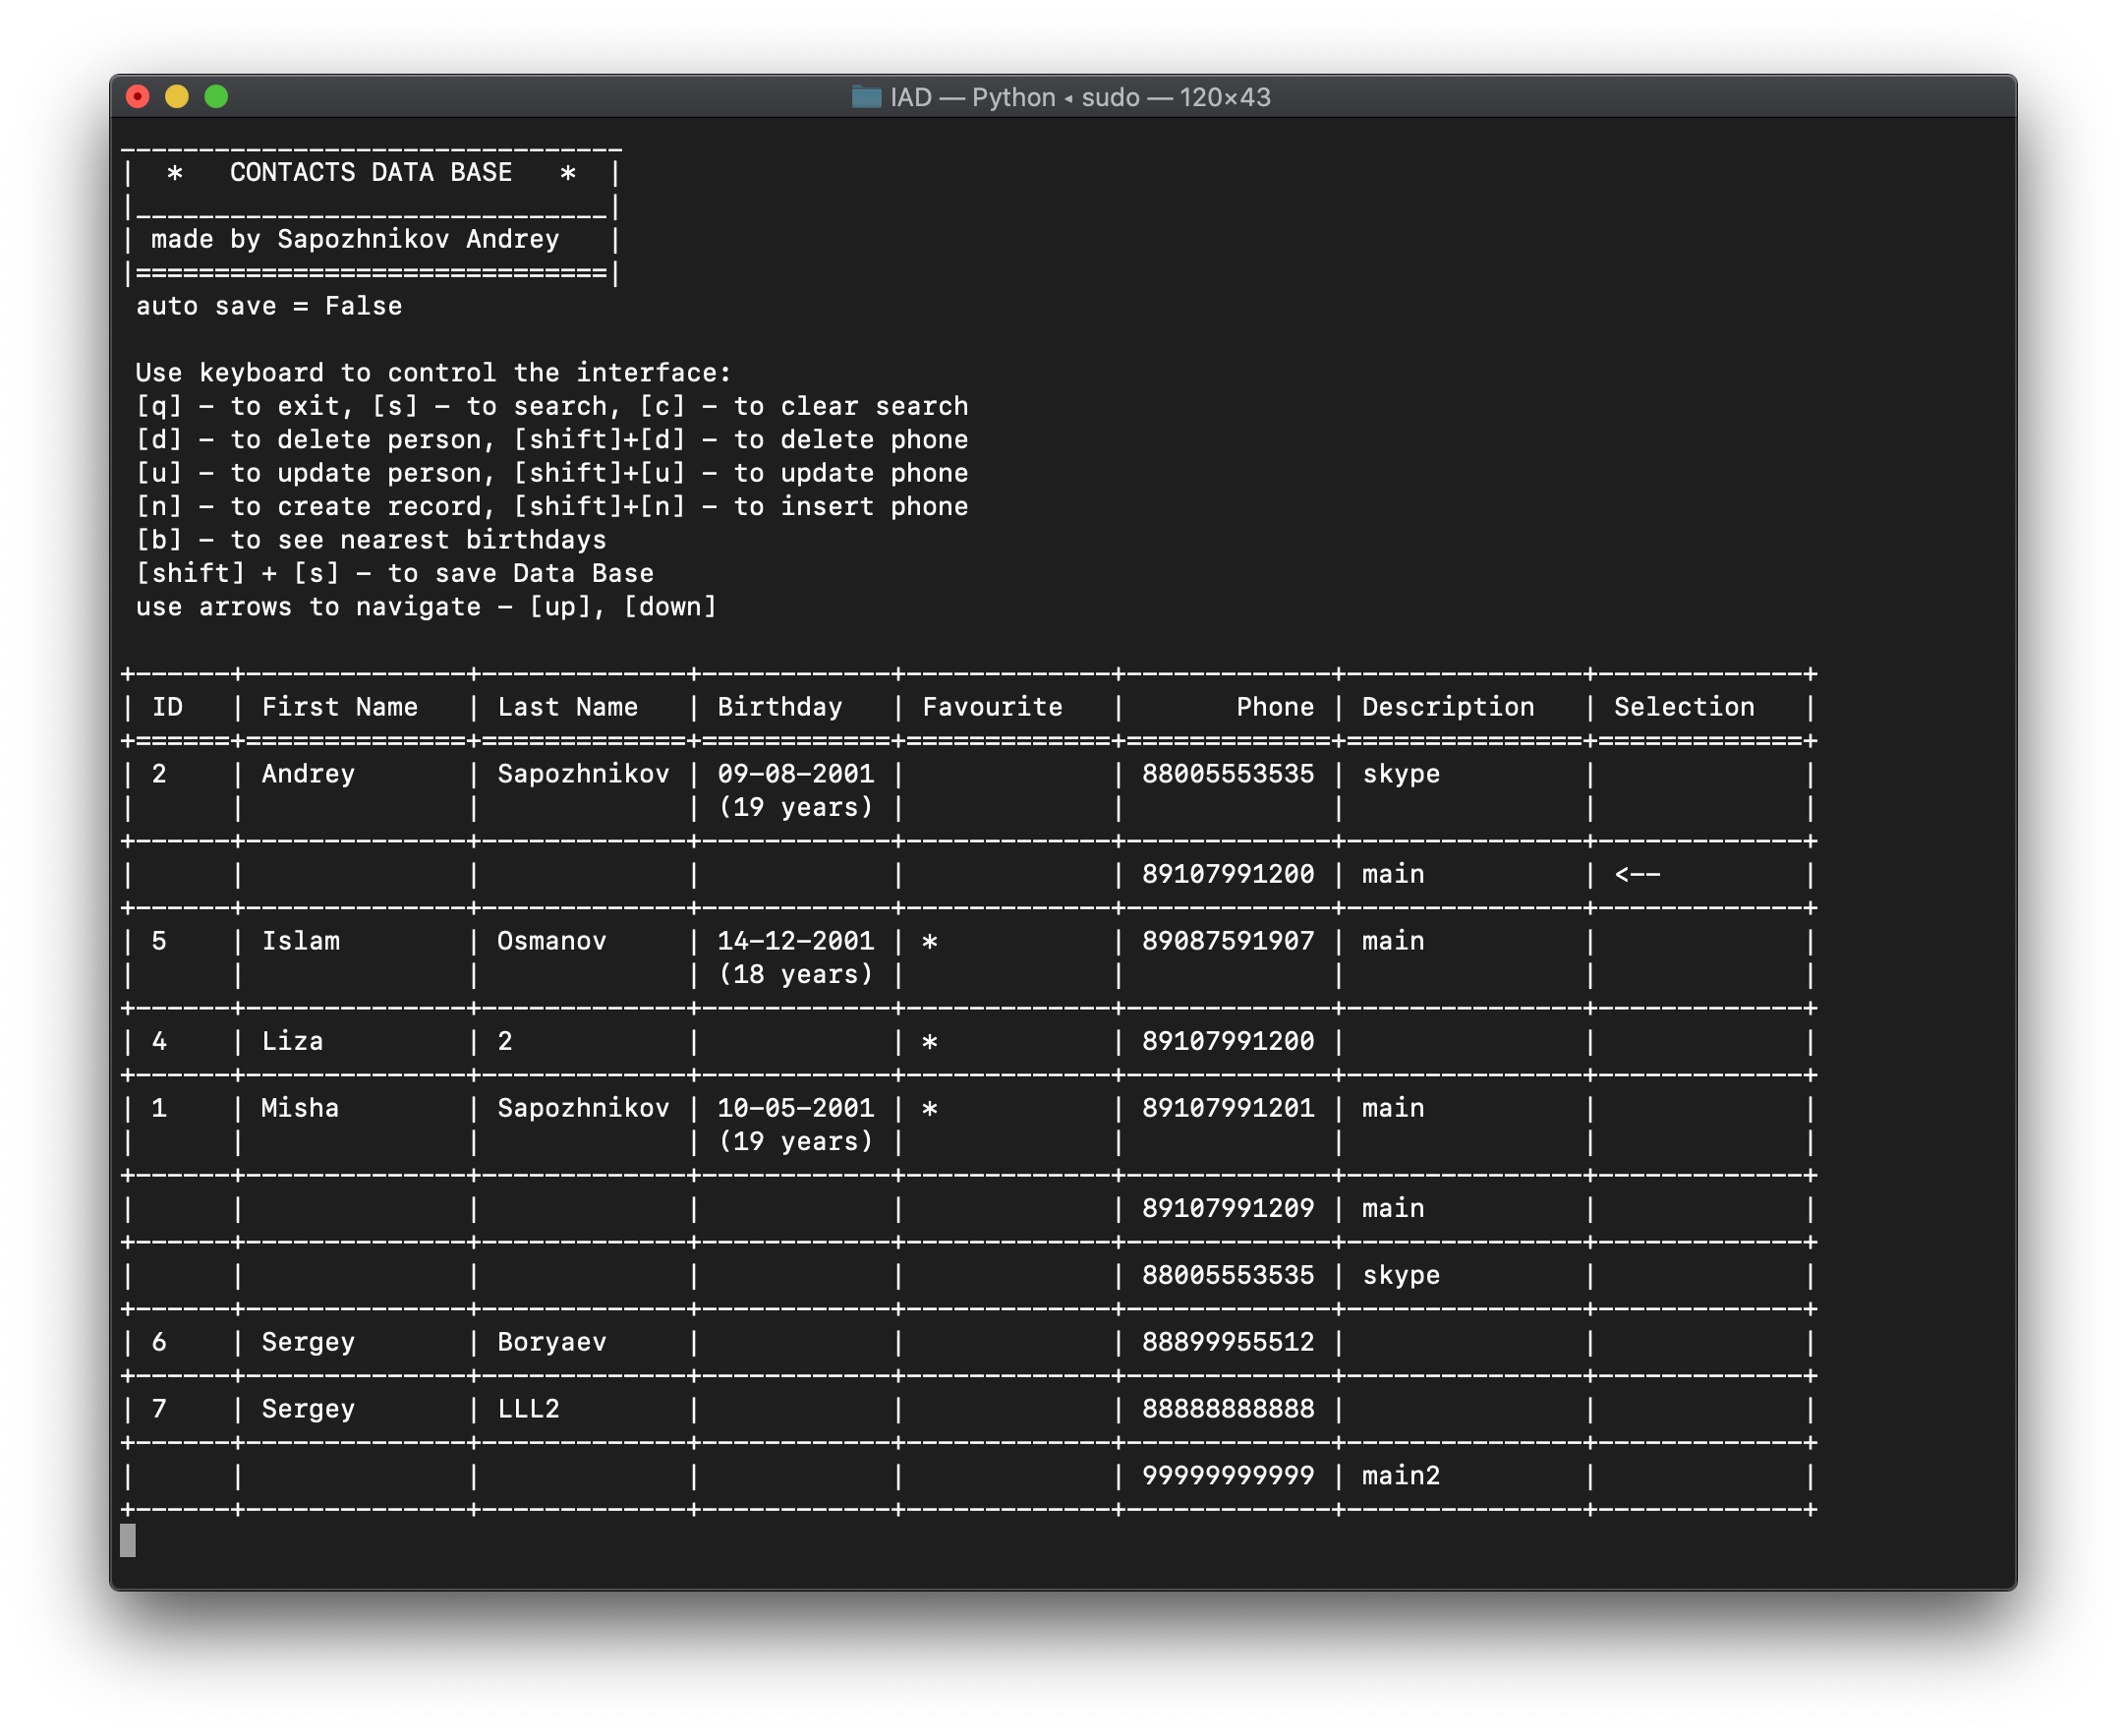 IAD — Python ◂ sudo — 120×43
________________________________
|  *   CONTACTS DATA BASE   *  |
|______________________________|
| made by Sapozhnikov Andrey   |
|==============================|
 auto save = False
 Use keyboard to control the interface:
 [q] - to exit, [s] - to search, [c] - to clear search
 [d] - to delete person, [shift]+[d] - to delete phone
 [u] - to update person, [shift]+[u] - to update phone
 [n] - to create record, [shift]+[n] - to insert phone
 [b] - to see nearest birthdays
 [shift] + [s] - to save Data Base
 use arrows to navigate - [up], [down]
+------+--------------+-------------+------------+-------------+-------------+---------------+-------------+
| ID   | First Name   | Last Name   | Birthday   | Favourite   |       Phone | Description   | Selection   |
+======+==============+=============+============+=============+=============+===============+=============+
| 2    | Andrey       | Sapozhnikov | 09-08-2001 |             | 88005553535 | skype         |             |
|      |              |             | (19 years) |             |             |               |             |
+------+--------------+-------------+------------+-------------+-------------+---------------+-------------+
|      |              |             |            |             | 89107991200 | main          | <--         |
+------+--------------+-------------+------------+-------------+-------------+---------------+-------------+
| 5    | Islam        | Osmanov     | 14-12-2001 | *           | 89087591907 | main          |             |
|      |              |             | (18 years) |             |             |               |             |
+------+--------------+-------------+------------+-------------+-------------+---------------+-------------+
| 4    | Liza         | 2           |            | *           | 89107991200 |               |             |
+------+--------------+-------------+------------+-------------+-------------+---------------+-------------+
| 1    | Misha        | Sapozhnikov | 10-05-2001 | *           | 89107991201 | main          |             |
|      |              |             | (19 years) |             |             |               |             |
+------+--------------+-------------+------------+-------------+-------------+---------------+-------------+
|      |              |             |            |             | 89107991209 | main          |             |
+------+--------------+-------------+------------+-------------+-------------+---------------+-------------+
|      |              |             |            |             | 88005553535 | skype         |             |
+------+--------------+-------------+------------+-------------+-------------+---------------+-------------+
| 6    | Sergey       | Boryaev     |            |             | 88899955512 |               |             |
+------+--------------+-------------+------------+-------------+-------------+---------------+-------------+
| 7    | Sergey       | LLL2        |            |             | 88888888888 |               |             |
+------+--------------+-------------+------------+-------------+-------------+---------------+-------------+
|      |              |             |            |             | 99999999999 | main2         |             |
+------+--------------+-------------+------------+-------------+-------------+---------------+-------------+